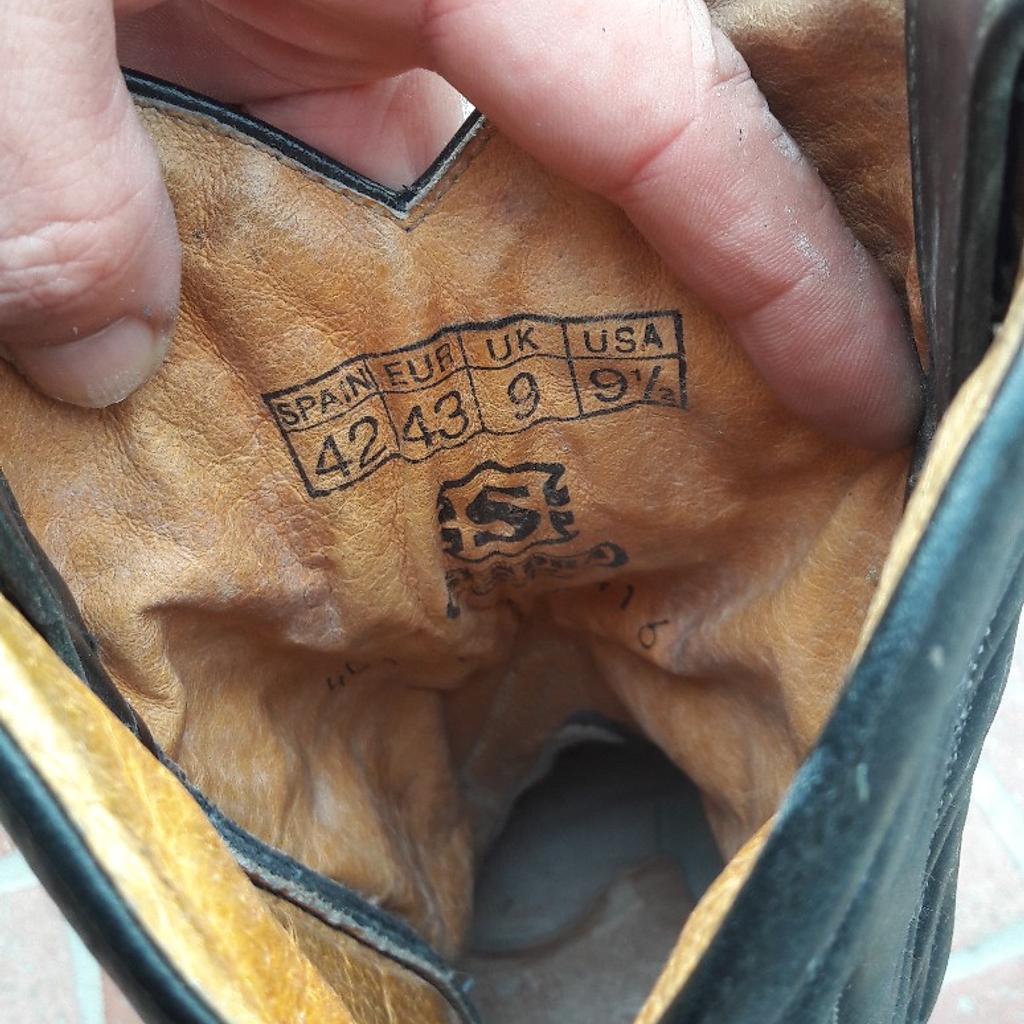 SPAIN EUR UK USA
42 43 9 9½
S